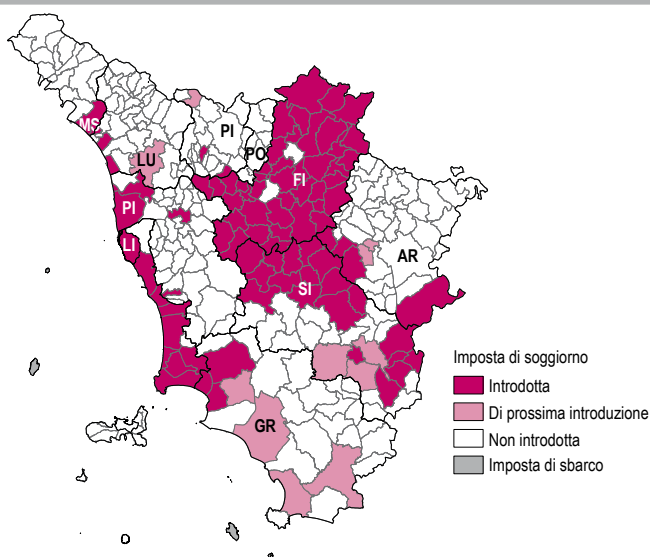 MS
LU
PI
PO
FI
PI
LI
AR
SI
GR
Imposta di soggiorno
Introdotta
Di prossima introduzione
Non introdotta
Imposta di sbarco